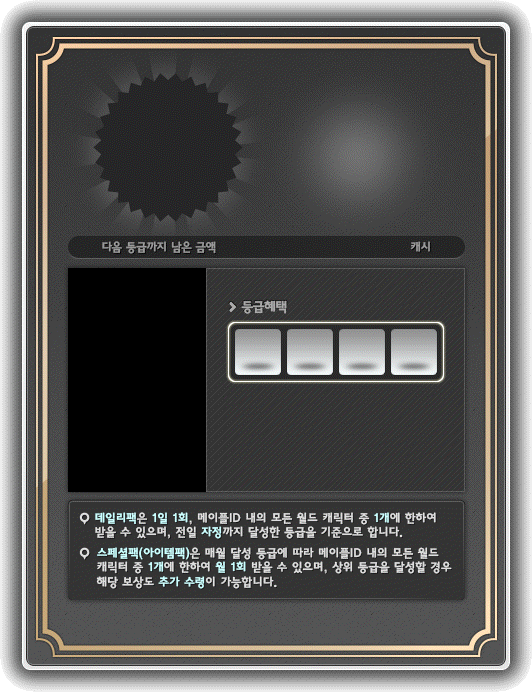 다음 등급까지 남은 금액 캐시
등급혜택
데일리팩은 1일 1회, 메이플ID 내의 모든 월드 캐릭터 중 1개에 한하여
받을 수 있으며, 전일 자정까지 달성한 등급을 기준으로 합니다.
스페셜팩(아이템팩)은 매월 달성 등급에 따라 메이플ID 내의 모든 월드
캐릭터 중 1개에 한하여 월 1회 받을 수 있으며, 상위 등급을 달성할 경우
해당 보상도 추가 수령이 가능합니다.